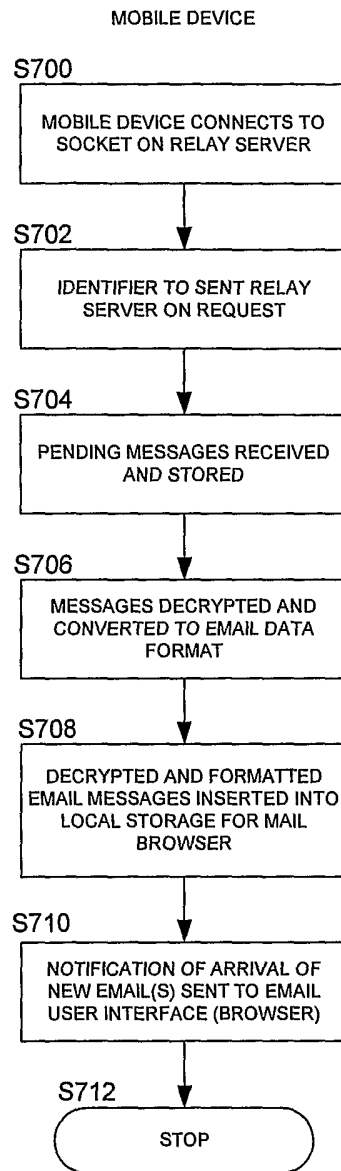 MOBILE DEVICE
S700
MOBILE DEVICE CONNECTS TO
SOCKET ON RELAY SERVER
S702
IDENTIFIER TO SENT RELAY
SERVER ON REQUEST
S704
PENDING MESSAGES RECEIVED
AND STORED
S706
MESSAGES DECRYPTED AND
CONVERTED TO EMAIL DATA
FORMAT
S708
DECRYPTED AND FORMATTED
EMAIL MESSAGES INSERTED INTO
LOCAL STORAGE FOR MAIL
BROWSER
S710
NOTIFICATION OF ARRIVAL OF
NEW EMAIL(S) SENT TO EMAIL
USER INTERFACE (BROWSER)
S712
STOP